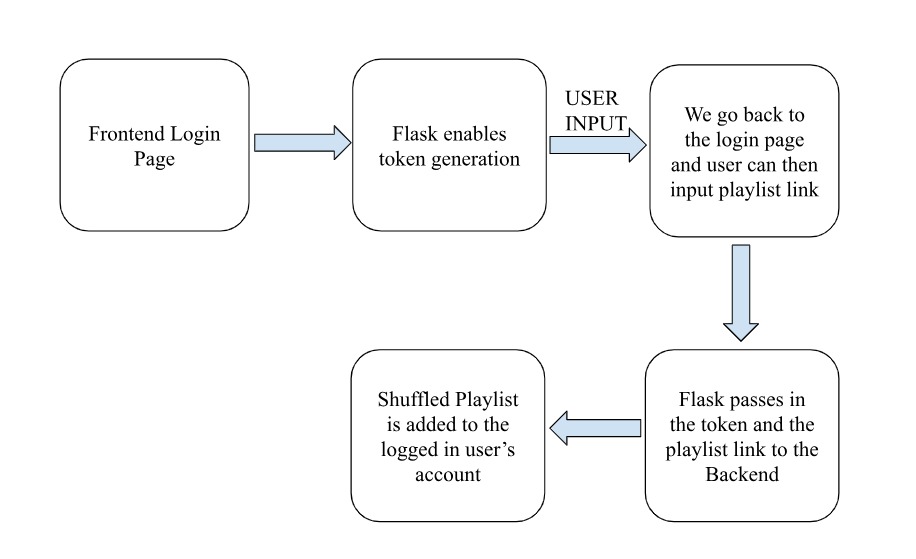 Frontend Login
Page
Flask enables
token generation
USER
INPUT
We go back to
the login page
and user can then
input playlist link
Flask passes in
the token and the
playlist link to the
Backend
Shuffled Playlist
is added to the
logged in user’s
account